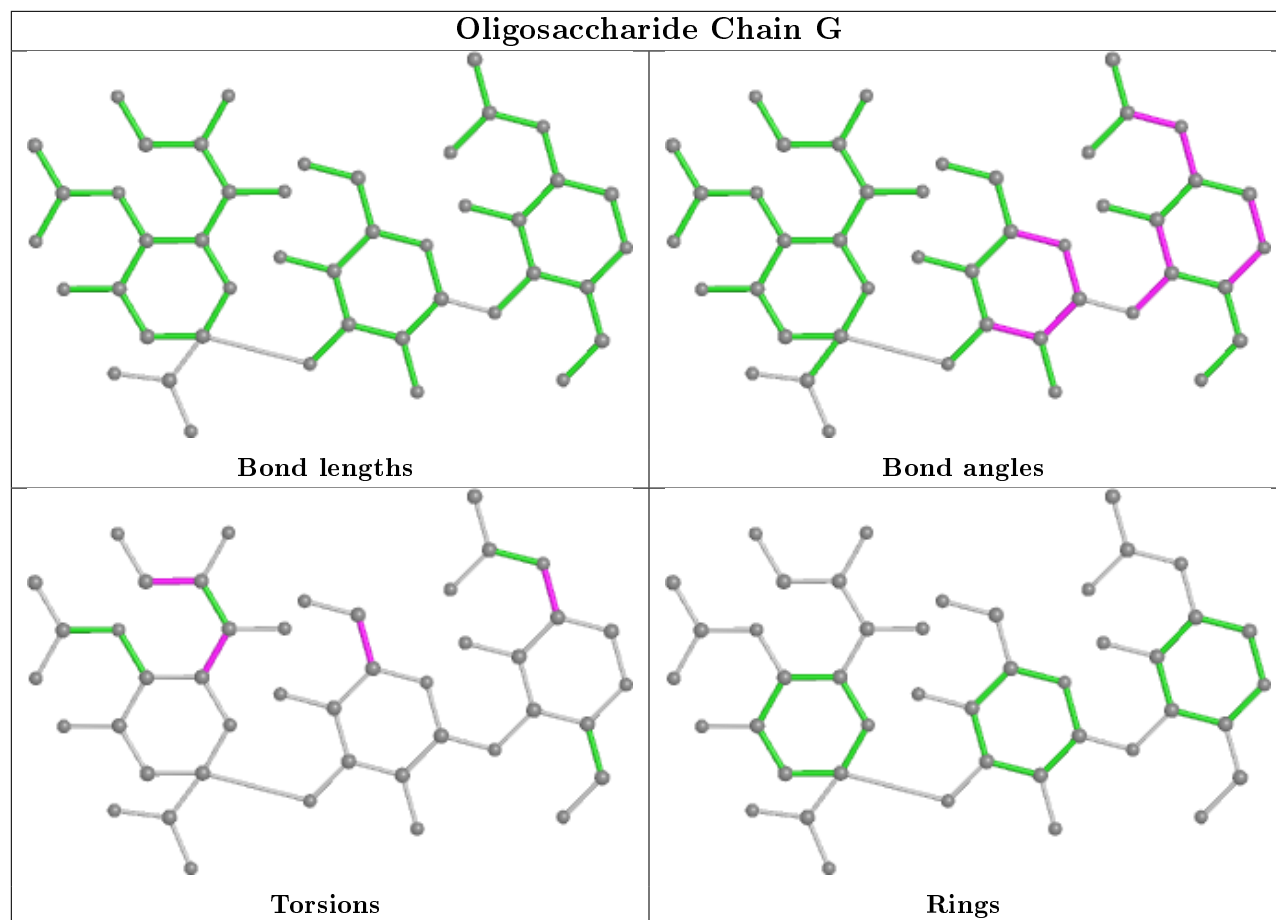 Oligosaccharide Chain G
Bond lengths
Bond angles
Torsions
Rings